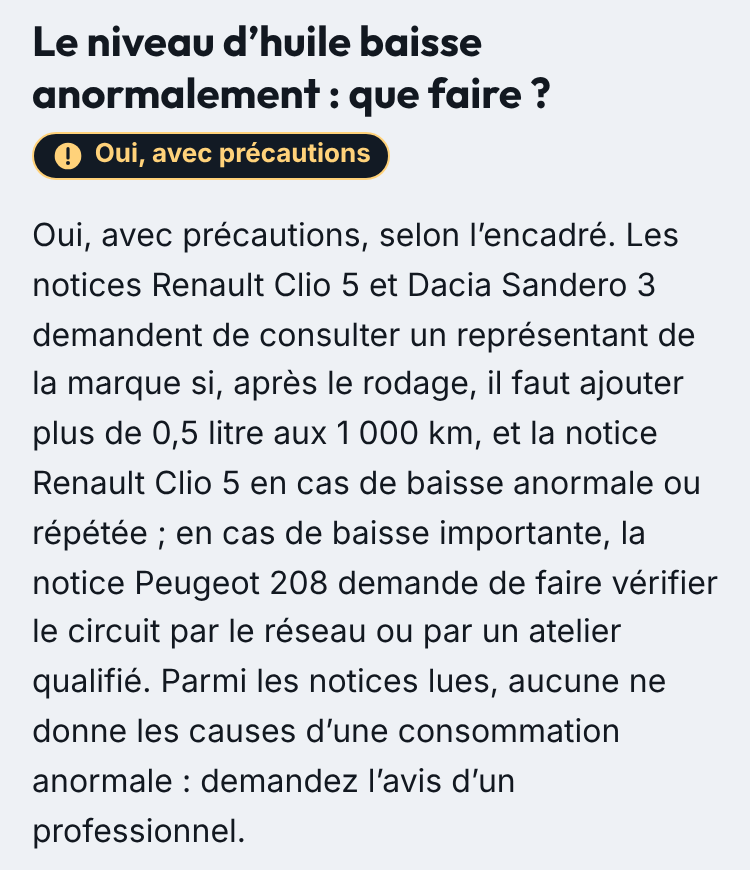 Le niveau d’huile baisse
anormalement : que faire ?
Oui, avec précautions
Oui, avec précautions, selon l’encadré. Les
notices Renault Clio 5 et Dacia Sandero 3
demandent de consulter un représentant de
la marque si, après le rodage, il faut ajouter
plus de 0,5 litre aux 1 000 km, et la notice
Renault Clio 5 en cas de baisse anormale ou
répétée ; en cas de baisse importante, la
notice Peugeot 208 demande de faire vérifier
le circuit par le réseau ou par un atelier
qualifié. Parmi les notices lues, aucune ne
donne les causes d’une consommation
anormale : demandez l’avis d’un
professionnel.